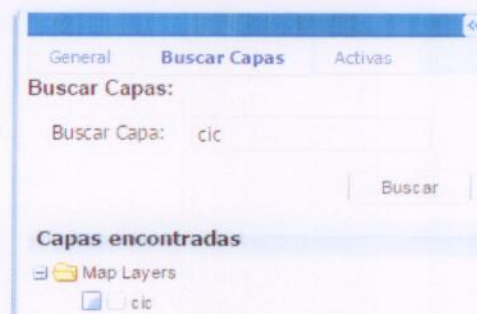 General Buscar Capas Activas
Buscar Capas:
Buscar Capa: cic
Buscar
Capas encontradas
Map Layers
cic